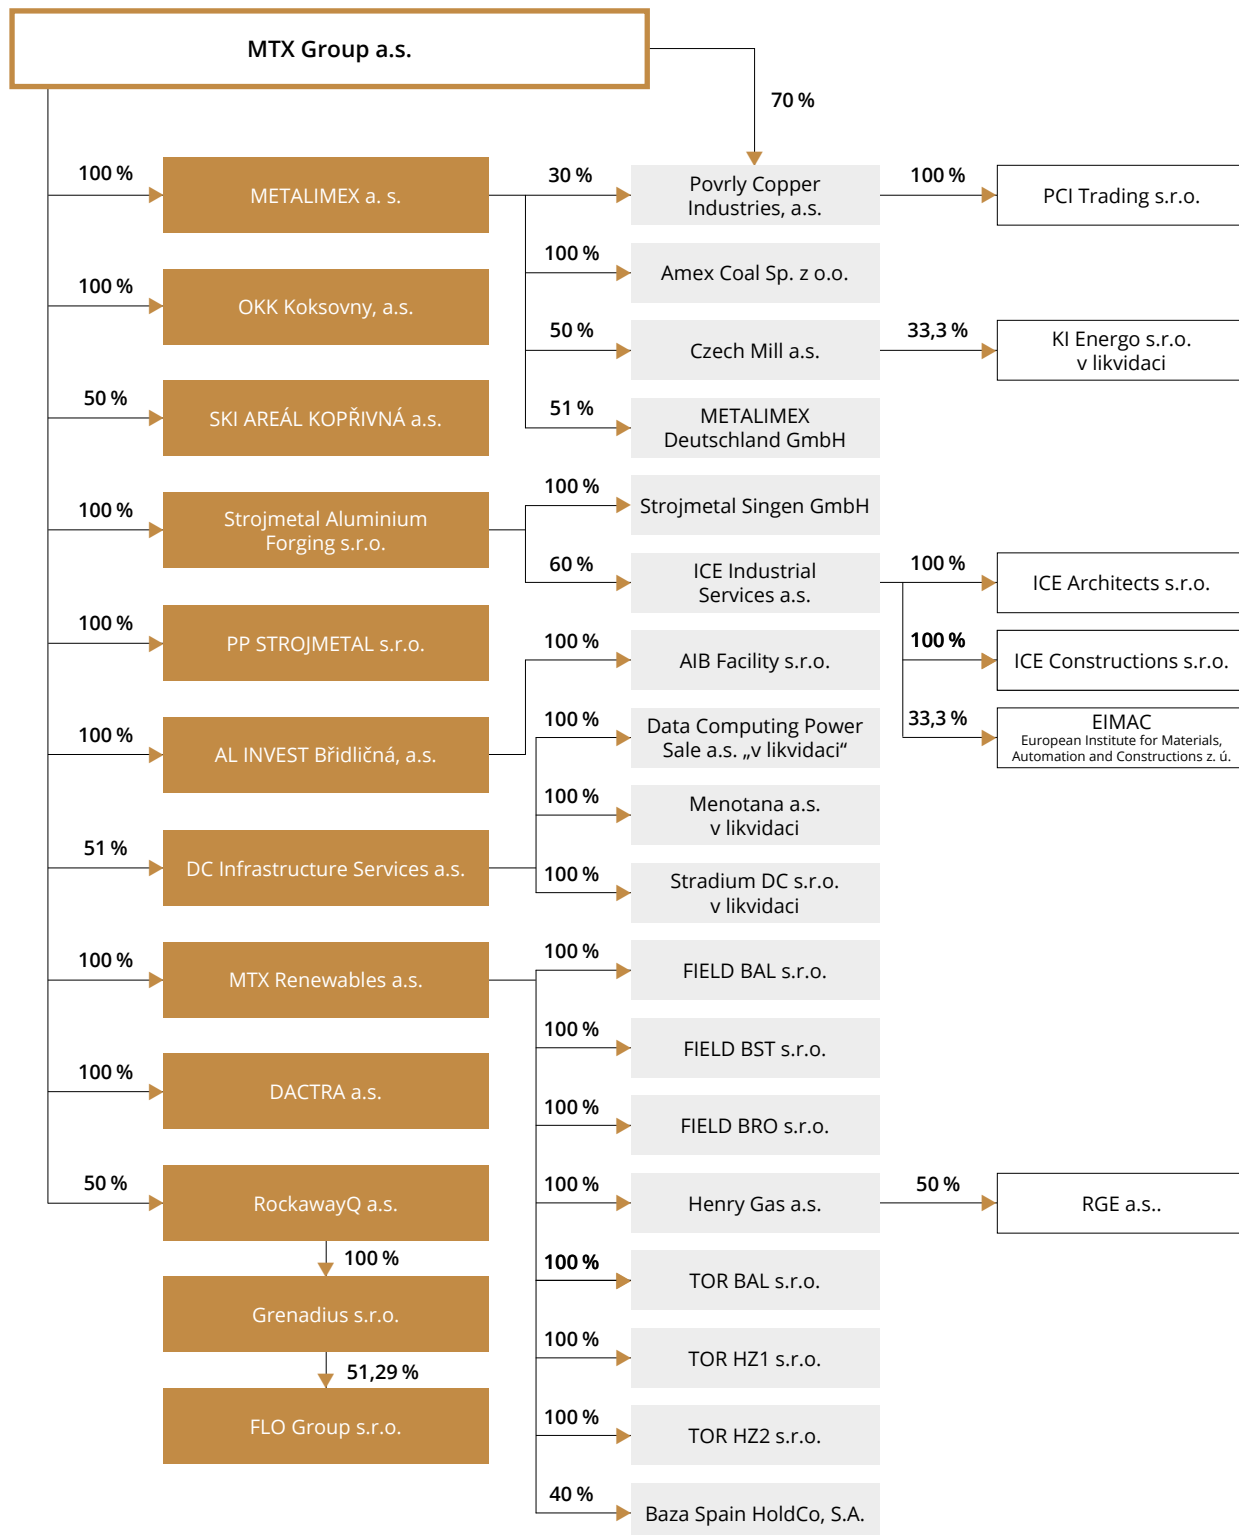 MTX Group a.s.
70 %
100 %
METALIMEX a. s.
30 %
Povrly Copper
Industries, a.s.
100 %
PCI Trading s.r.o.
100 %
Amex Coal Sp. z o.o.
100 %
OKK Koksovny, a.s.
50 %
Czech Mill a.s.
33,3 %
KI Energo s.r.o.
v likvidaci
50 %
SKI AREÁL KOPŘIVNÁ a.s.
51 %
METALIMEX
Deutschland GmbH
100 %
Strojmetal Aluminium
Forging s.r.o.
100 %
Strojmetal Singen GmbH
60 %
ICE Industrial
Services a.s.
100 %
ICE Architects s.r.o.
100 %
PP STROJMETAL s.r.o.
100 %
AIB Facility s.r.o.
100 %
ICE Constructions s.r.o.
100 %
AL INVEST Břidličná, a.s.
100 %
Data Computing Power
Sale a.s. „v likvidaci“
33,3 %
EIMAC
European Institute for Materials,
Automation and Constructions z. ú.
100 %
Menotana a.s.
v likvidaci
51 %
DC Infrastructure Services a.s.
100 %
Stradium DC s.r.o.
v likvidaci
100 %
MTX Renewables a.s.
100 %
FIELD BAL s.r.o.
100 %
FIELD BST s.r.o.
100 %
DACTRA a.s.
100 %
FIELD BRO s.r.o.
50 %
RockawayQ a.s.
100 %
Henry Gas a.s.
50 %
RGE a.s..
100 %
Grenadius s.r.o.
100 %
TOR BAL s.r.o.
100 %
TOR HZ1 s.r.o.
51,29 %
FLO Group s.r.o.
100 %
TOR HZ2 s.r.o.
40 %
Baza Spain HoldCo, S.A.